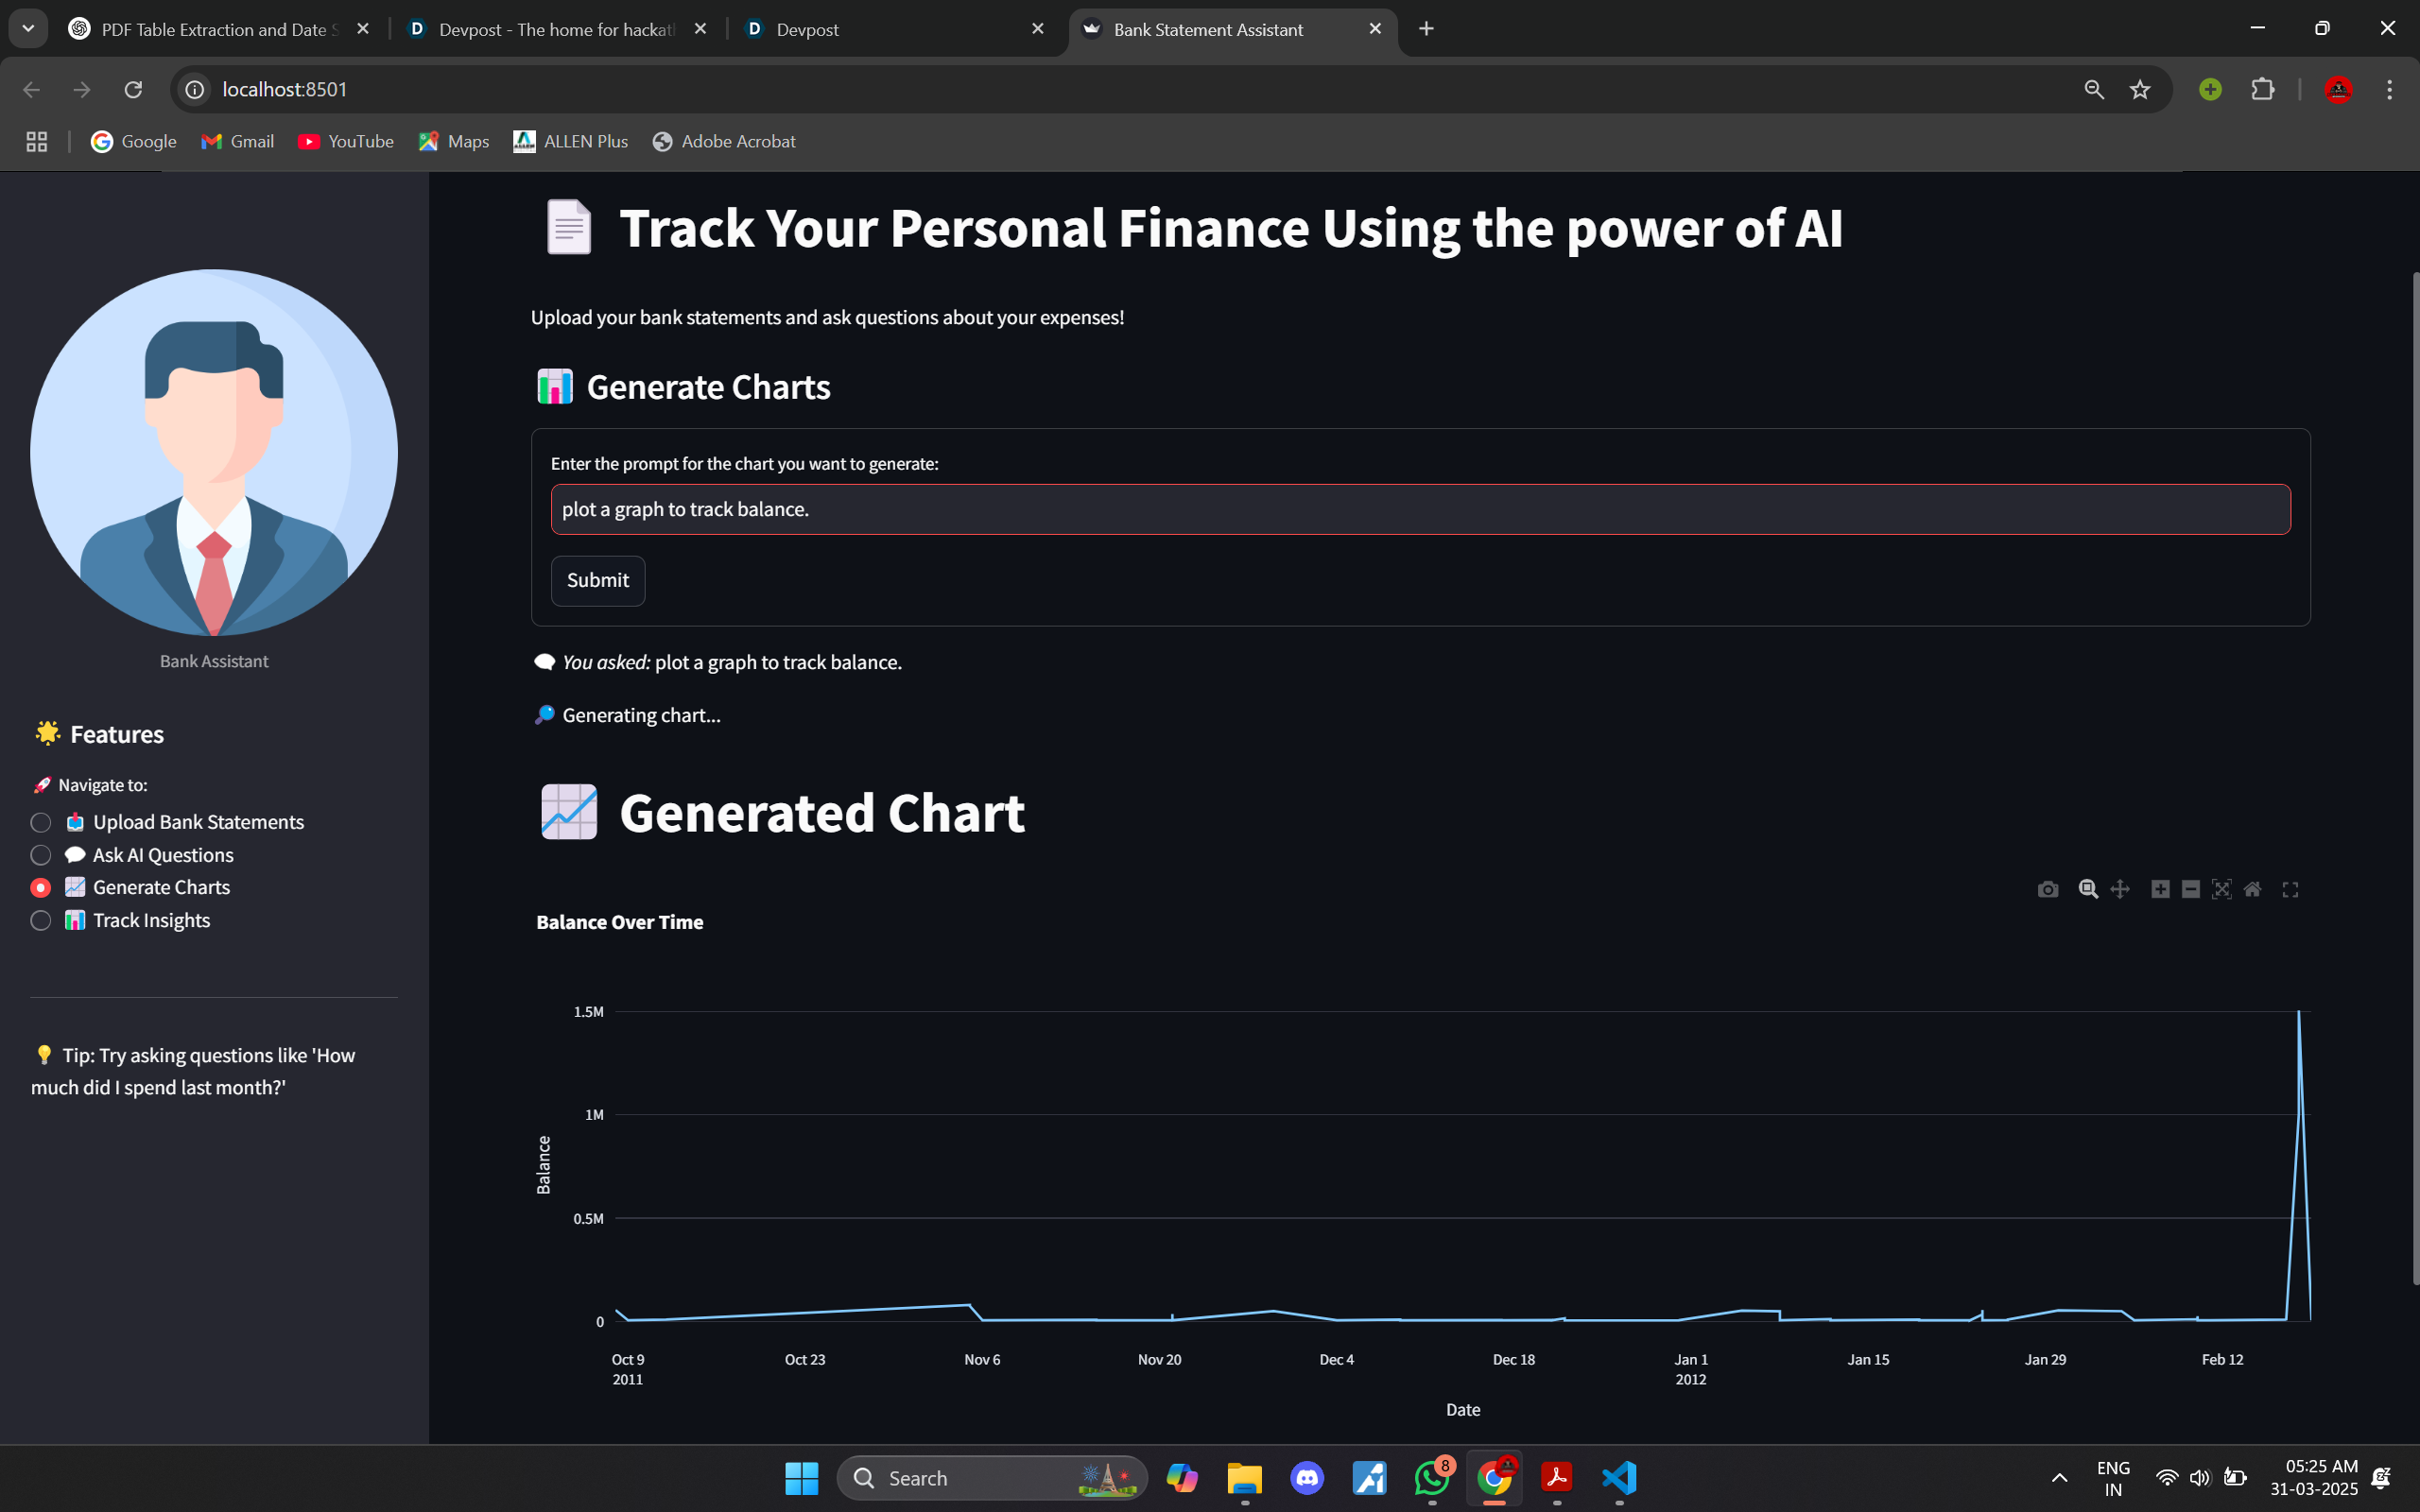 PDF Table Extraction and Date S
Devpost - The home for hackat
Devpost
Bank Statement Assistant
localhost:8501
Google
Gmail
YouTube
Maps
ALLEN Plus
Adobe Acrobat
Track Your Personal Finance Using the power of AI
Upload your bank statements and ask questions about your expenses!
Generate Charts
Enter the prompt for the chart you want to generate:
plot a graph to track balance.
Submit
You asked: plot a graph to track balance.
Generating chart...
Generated Chart
Bank Assistant
Features
Navigate to:
Upload Bank Statements
Ask AI Questions
Generate Charts
Track Insights
Tip: Try asking questions like 'How
much did I spend last month?'
Balance Over Time
1.5M
1M
0.5M
0
Balance
Oct 9
2011
Oct 23
Nov 6
Nov 20
Dec 4
Dec 18
Jan 1
2012
Jan 15
Jan 29
Feb 12
Date
Search
8
ENG
IN
05:25 AM
31-03-2025